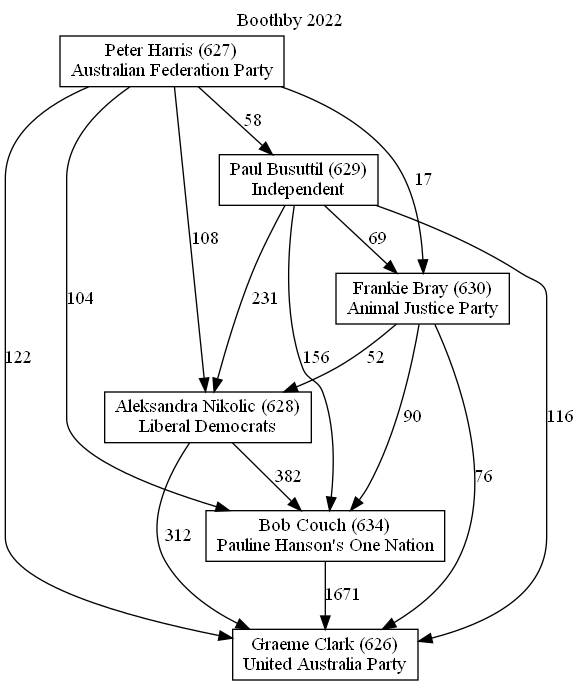 Boothby 2022
Peter Harris (627)
Australian Federation Party
58
Paul Busuttil (629)
Independent
17
108
69
Frankie Bray (630)
Animal Justice Party
104
231
122
156
52
Aleksandra Nikolic (628)
Liberal Democrats
90
116
382
76
Bob Couch (634)
Pauline Hanson's One Nation
312
1671
Graeme Clark (626)
United Australia Party